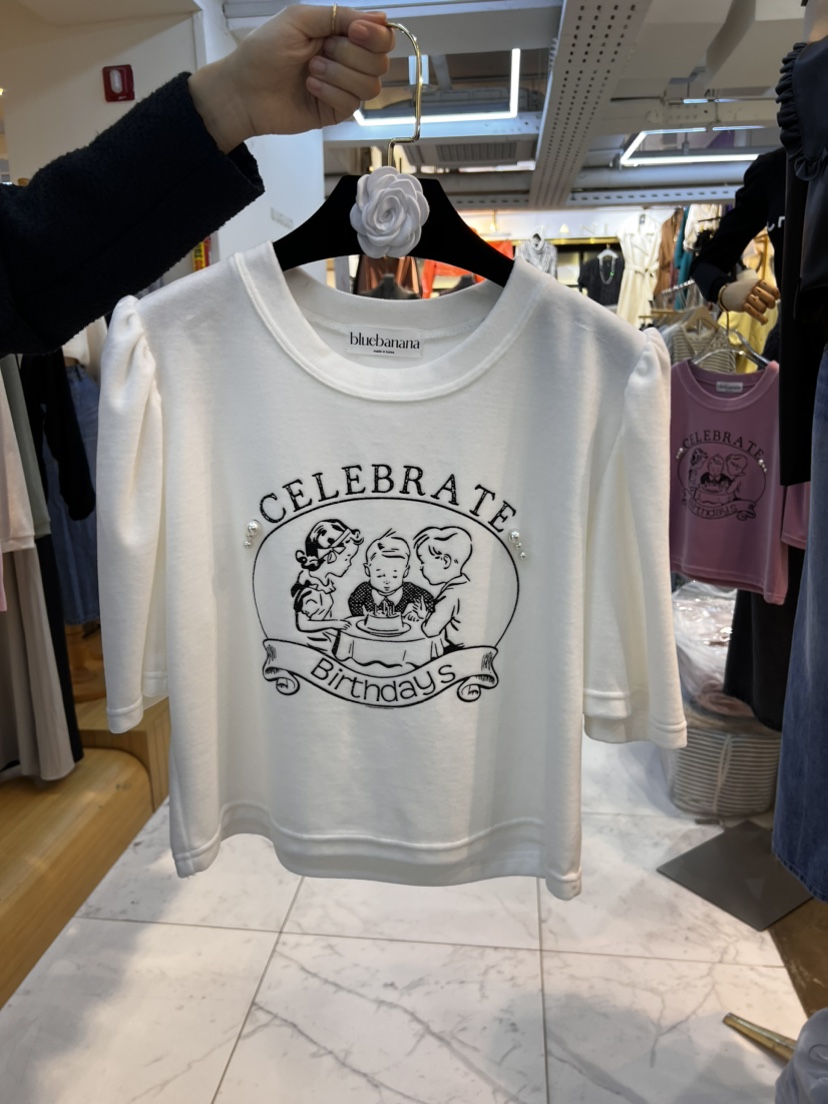 bluebanana
made in korea
CELEBRATE
Birthdays
CELEBRATE
Birthdays